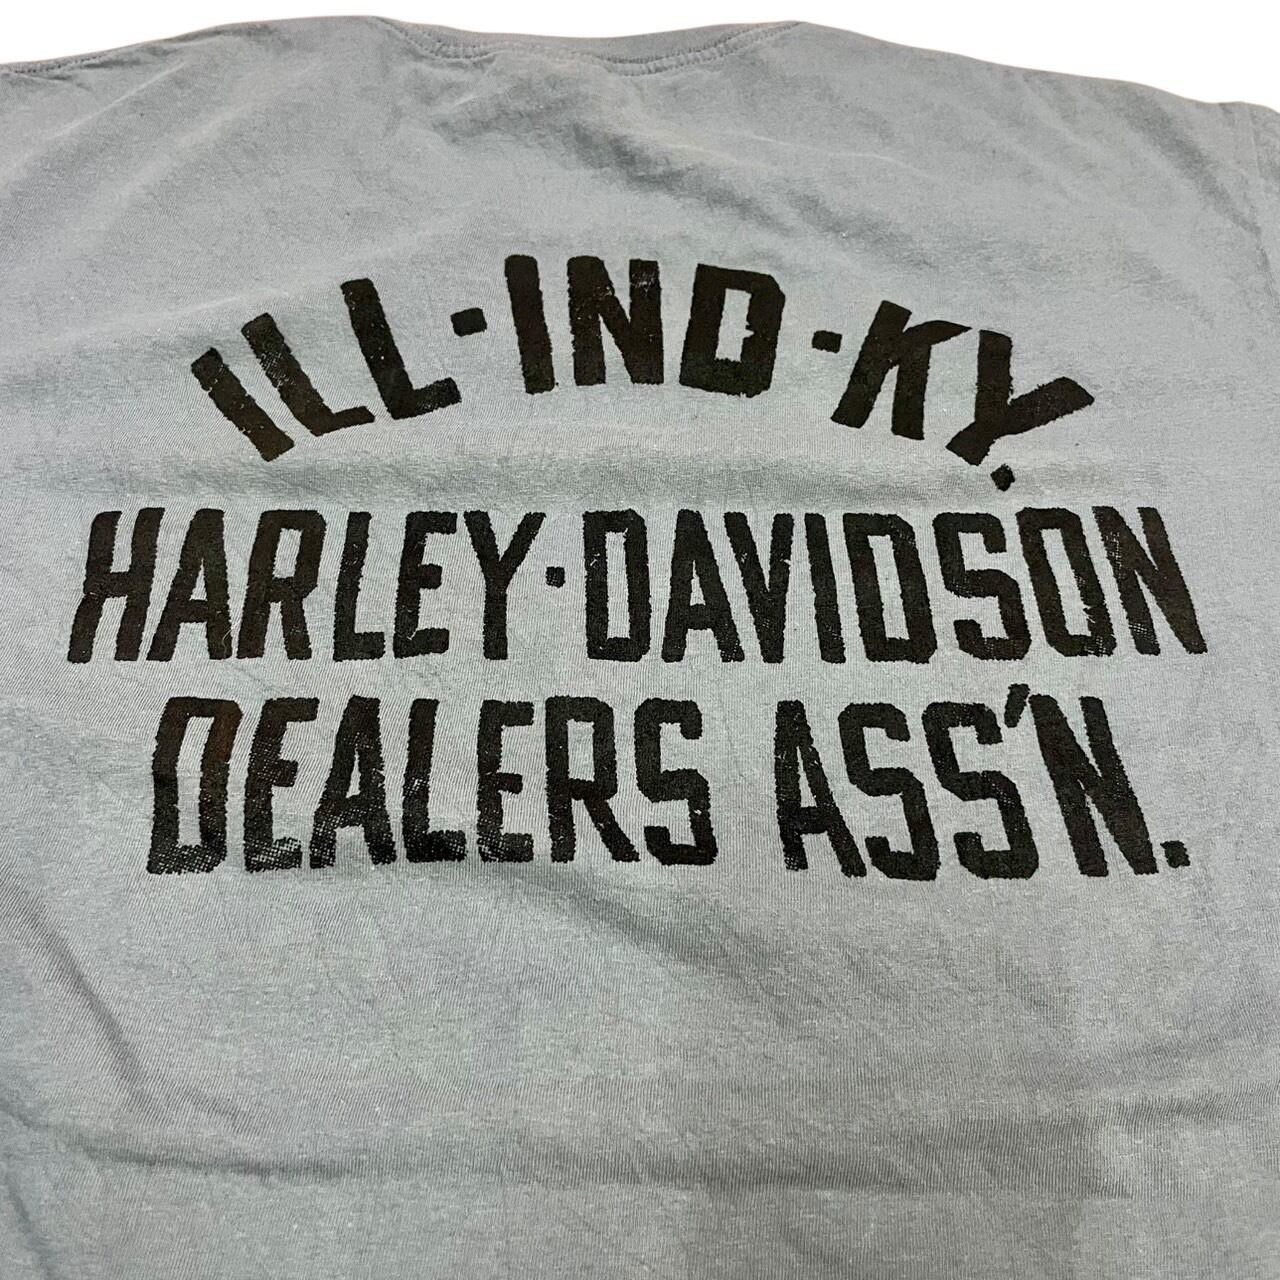 ILL·IND·KY.
HARLEY·DAVIDSON
DEALERS ASS'N.